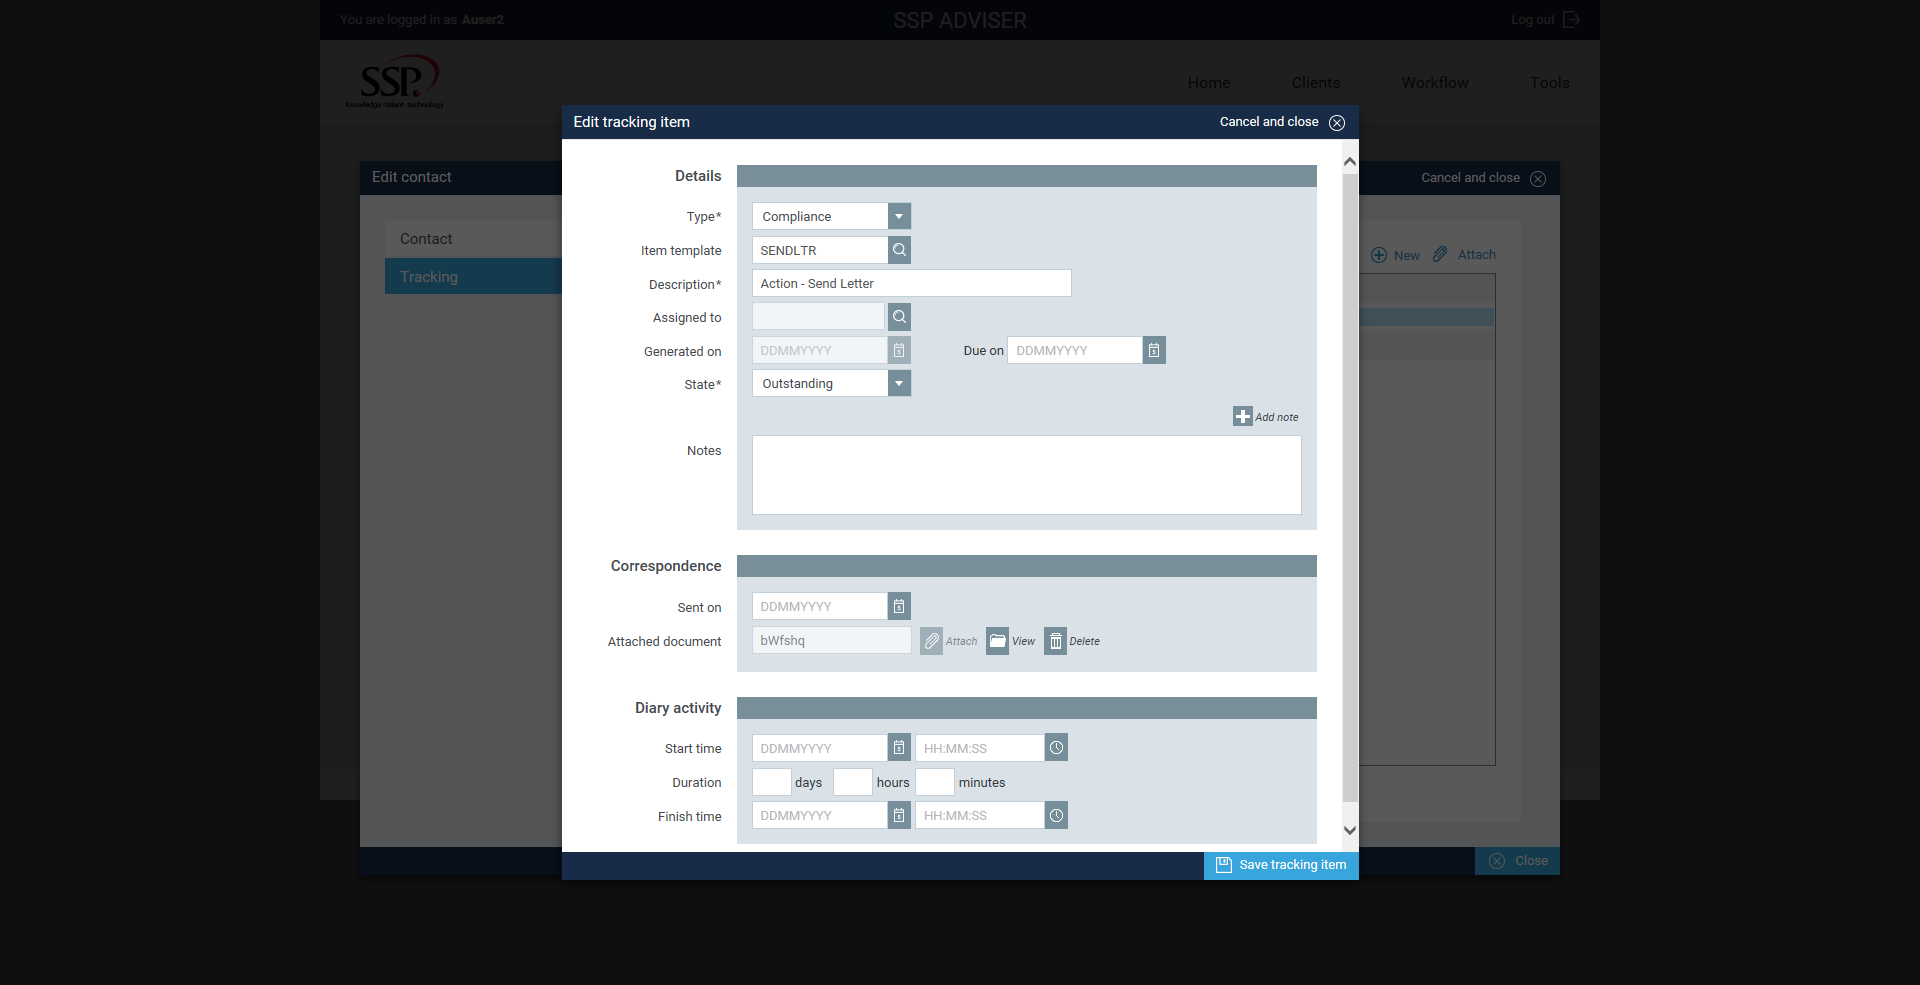 You are logged in as Auser2
SSP ADVISER
Log out
SSP
knowledge · talent · technology
Home
Clients
Workflow
Tools
Edit contact
Cancel and close
Contact
Tracking
New
Attach
Close
Edit tracking item
Cancel and close
Details
Type* Compliance
Item template SENDLTR
Description* Action - Send Letter
Assigned to
Generated on DDMMYYYY Due on DDMMYYYY
State* Outstanding
Add note
Notes
Correspondence
Sent on DDMMYYYY
Attached document bWfshq Attach View Delete
Diary activity
Start time DDMMYYYY HH:MM:SS
Duration days hours minutes
Finish time DDMMYYYY HH:MM:SS
Save tracking item